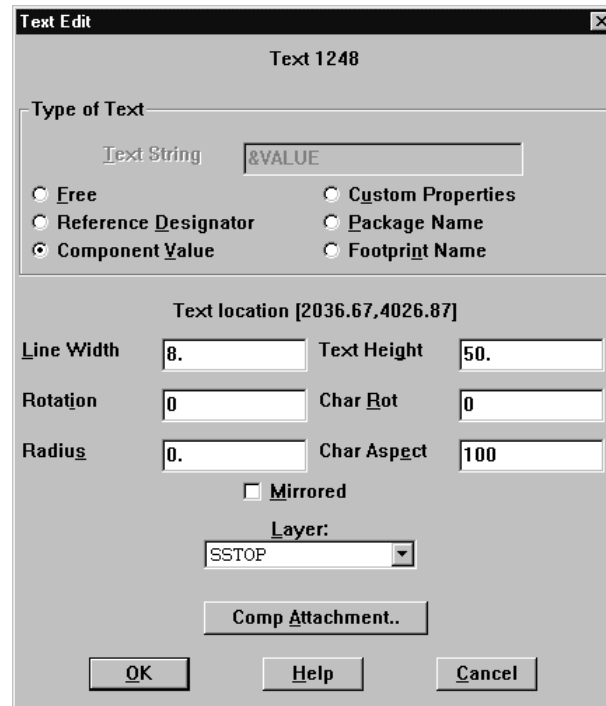 Text Edit
Text 1248
Type of Text
Text String &VALUE
Free Custom Properties
Reference Designator Package Name
Component Value Footprint Name
Text location [2036.67,4026.87]
Line Width 8. Text Height 50.
Rotation 0 Char Rot 0
Radius 0. Char Aspect 100
Mirrored
Layer:
SSTOP
Comp Attachment..
OK Help Cancel